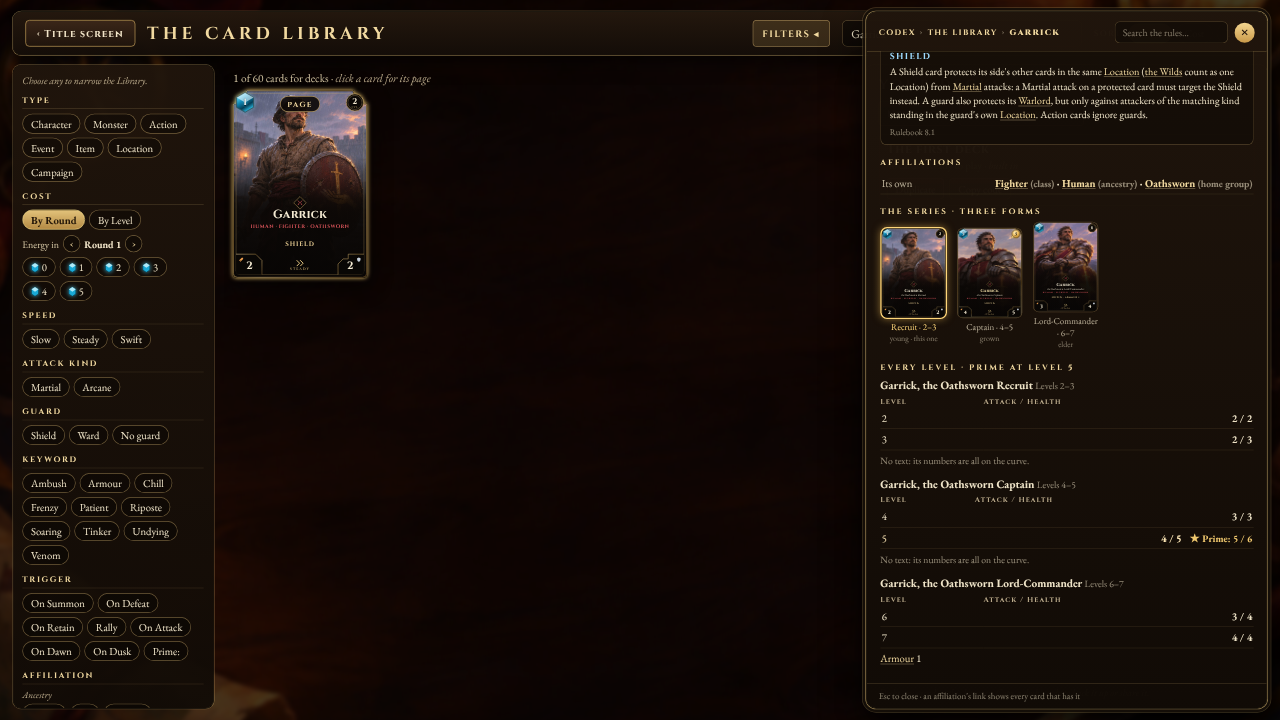 ‹ Title screen
The Card Library
Filters ◂
Ga
1 of 60 cards for decks · click a card for its page
Choose any to narrow the Library.
Type
Character
Monster
Action
Event
Item
Location
Campaign
Cost
By Round
By Level
Energy in ‹ Round 1 ›
0
1
2
3
4
5
Speed
Slow
Steady
Swift
Attack Kind
Martial
Arcane
Guard
Shield
Ward
No guard
Keyword
Ambush
Armour
Chill
Frenzy
Patient
Riposte
Soaring
Tinker
Undying
Venom
Trigger
On Summon
On Defeat
On Retain
Rally
On Attack
On Dawn
On Dusk
Prime:
Affiliation
Ancestry
1
Page
2
Garrick
Human · Fighter · Oathsworn
Shield
2
Steady
2
Codex › The Library › Garrick
Search the rules...
✕
Shield
A Shield card protects its side's other cards in the same Location (the Wilds count as one
Location) from Martial attacks: a Martial attack on a protected card must target the Shield
instead. A guard also protects its Warlord, but only against attackers of the matching kind
standing in the guard's own Location. Action cards ignore guards.
Rulebook 8.1
Affiliations
Its own
Fighter (class) · Human (ancestry) · Oathsworn (home group)
The Series · Three Forms
Garrick
Garrick
Garrick
Recruit · 2–3
young · this one
Captain · 4–5
grown
Lord-Commander
· 6–7
elder
Every Level · Prime at Level 5
Garrick, the Oathsworn Recruit Levels 2–3
Level
Attack / Health
2
2 / 2
3
2 / 3
No text: its numbers are all on the curve.
Garrick, the Oathsworn Captain Levels 4–5
Level
Attack / Health
4
3 / 3
5
4 / 5 ★ Prime: 5 / 6
No text: its numbers are all on the curve.
Garrick, the Oathsworn Lord-Commander Levels 6–7
Level
Attack / Health
6
3 / 4
7
4 / 4
Armour 1
Esc to close · an affiliation's link shows every card that has it